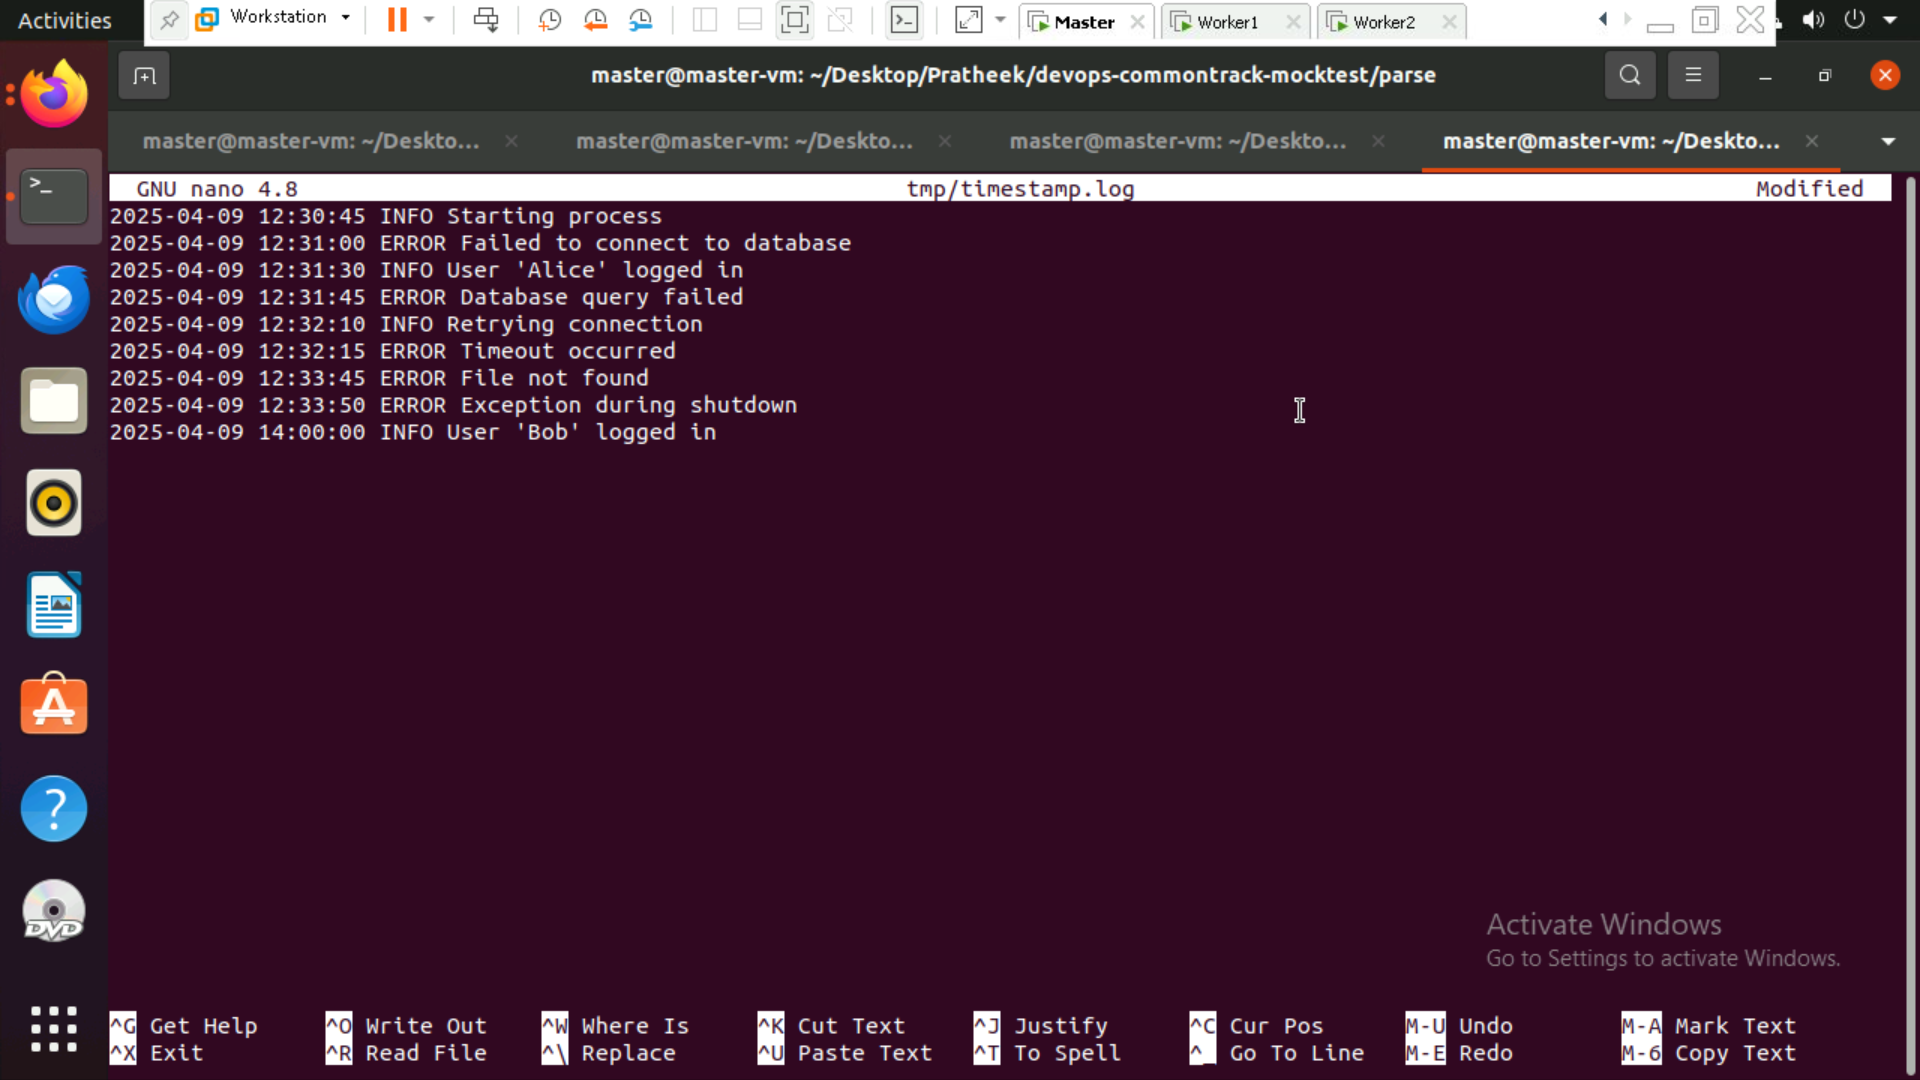 Activities
Workstation
Master
Worker1
Worker2
master@master-vm: ~/Desktop/Pratheek/devops-commontrack-mocktest/parse
master@master-vm: ~/Deskto...
master@master-vm: ~/Deskto...
master@master-vm: ~/Deskto...
master@master-vm: ~/Deskto...
GNU nano 4.8 tmp/timestamp.log Modified
2025-04-09 12:30:45 INFO Starting process
2025-04-09 12:31:00 ERROR Failed to connect to database
2025-04-09 12:31:30 INFO User 'Alice' logged in
2025-04-09 12:31:45 ERROR Database query failed
2025-04-09 12:32:10 INFO Retrying connection
2025-04-09 12:32:15 ERROR Timeout occurred
2025-04-09 12:33:45 ERROR File not found
2025-04-09 12:33:50 ERROR Exception during shutdown
2025-04-09 14:00:00 INFO User 'Bob' logged in
DVD
Activate Windows
Go to Settings to activate Windows.
^G Get Help ^O Write Out ^W Where Is ^K Cut Text ^J Justify ^C Cur Pos M-U Undo M-A Mark Text
^X Exit ^R Read File ^\ Replace ^U Paste Text ^T To Spell ^_ Go To Line M-E Redo M-6 Copy Text